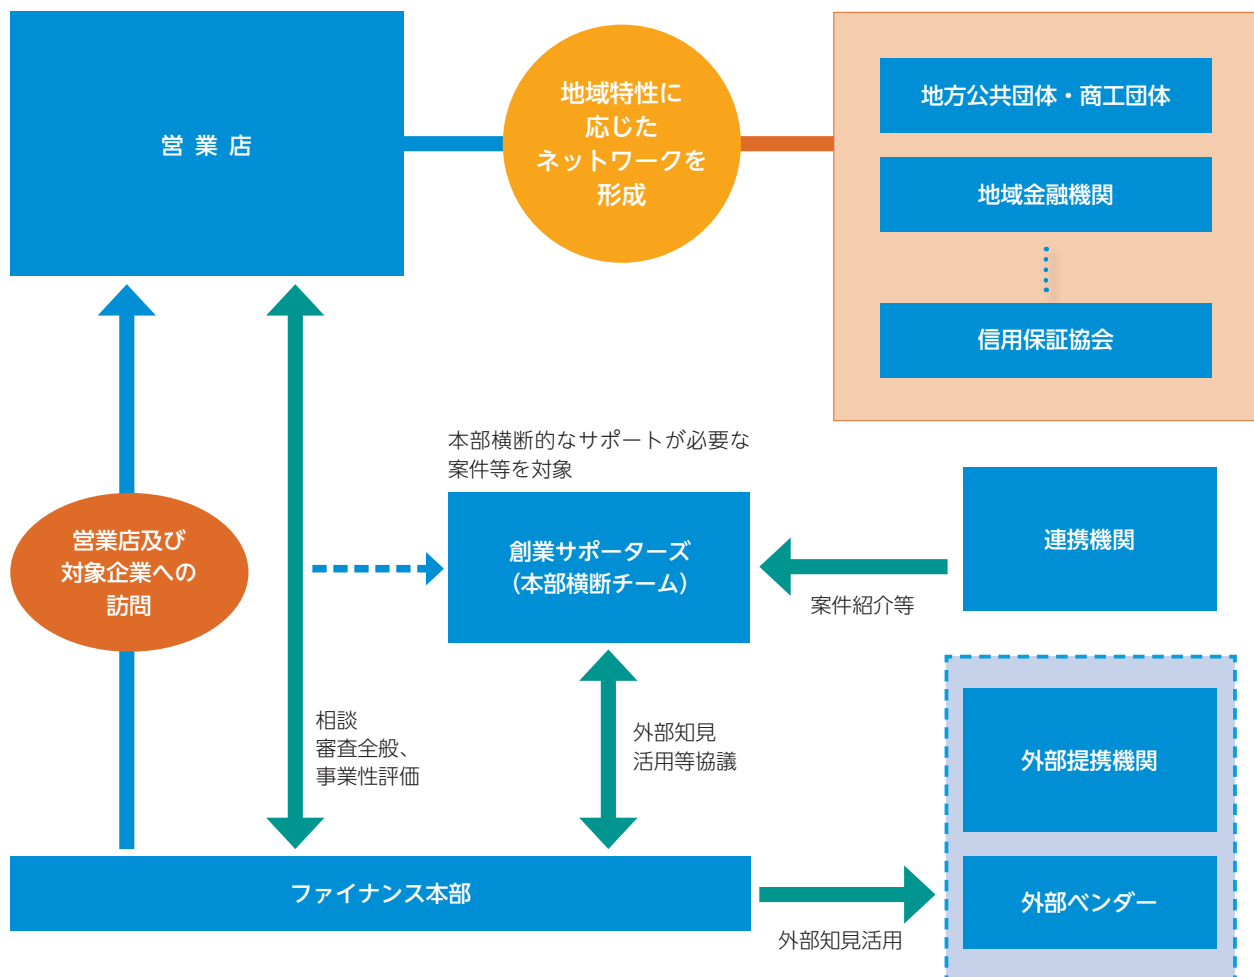 営業店
地域特性に
応じた
ネットワークを
形成
地方公共団体・商工団体
地域金融機関
信用保証協会
本部横断的なサポートが必要な
案件等を対象
創業サポーターズ
（本部横断チーム）
連携機関
案件紹介等
営業店及び
対象企業への
訪問
相談
審査全般、
事業性評価
外部知見
活用等協議
外部提携機関
ファイナンス本部
外部知見活用
外部ベンダー